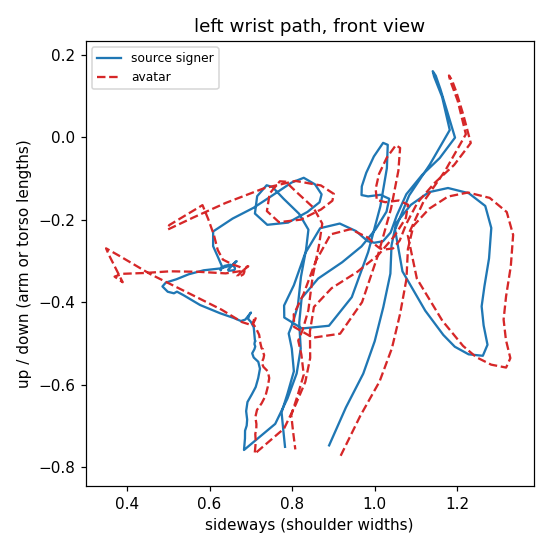 left wrist path, front view
source signer
avatar
up / down (arm or torso lengths)
0.2
0.0
−0.2
−0.4
−0.6
−0.8
0.4 0.6 0.8 1.0 1.2
sideways (shoulder widths)